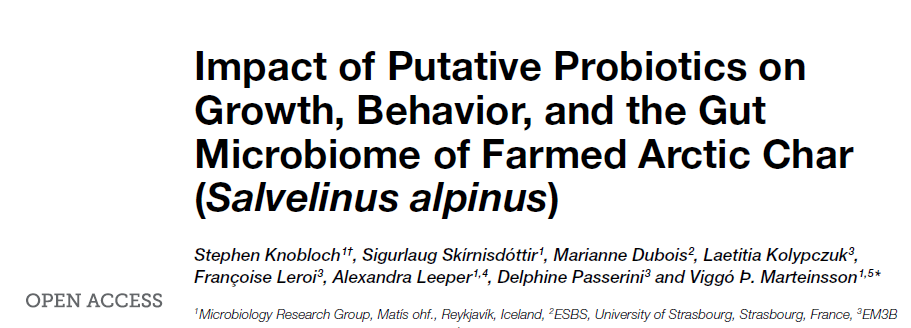 Impact of Putative Probiotics on
Growth, Behavior, and the Gut
Microbiome of Farmed Arctic Char
(Salvelinus alpinus)
Stephen Knobloch¹†, Sigurlaug Skírnisdóttir¹, Marianne Dubois², Laetitia Kolypczuk³,
Françoise Leroi³, Alexandra Leeper¹,⁴, Delphine Passerini³ and Viggó Þ. Marteinsson¹,⁵*
OPEN ACCESS
¹Microbiology Research Group, Matís ohf., Reykjavik, Iceland, ²ESBS, University of Strasbourg, Strasbourg, France, ³EM3B